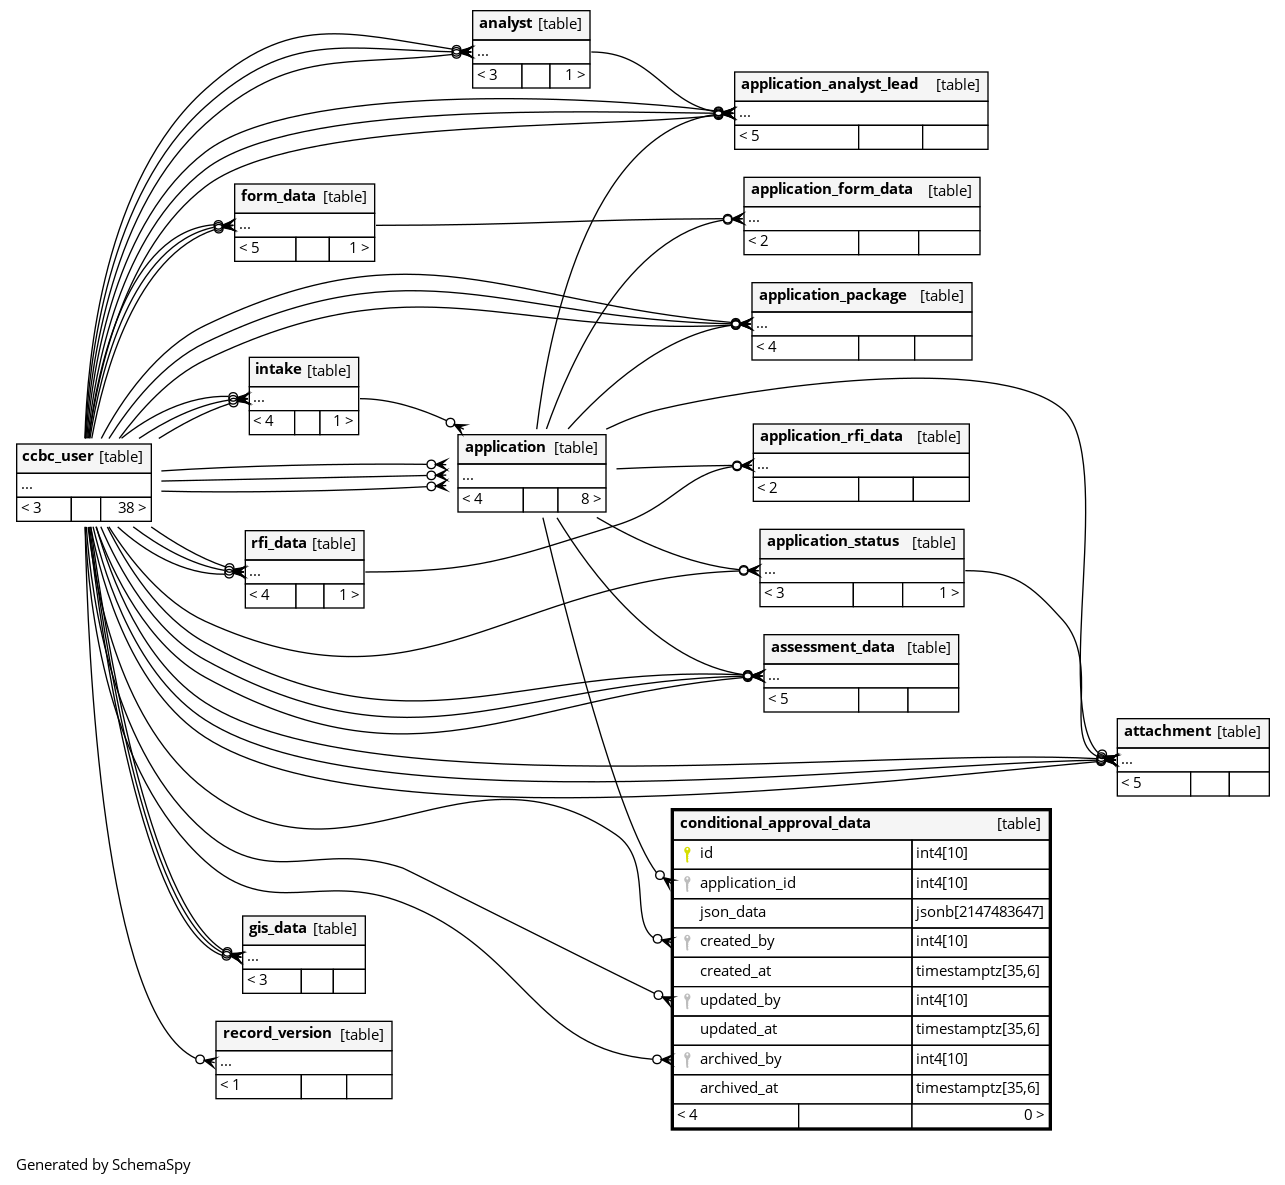 analyst [table]
...
< 3 1 >
application_analyst_lead [table]
...
< 5
form_data [table]
...
< 5 1 >
application_form_data [table]
...
< 2
application_package [table]
...
< 4
intake [table]
...
< 4 1 >
ccbc_user [table]
...
< 3 38 >
application [table]
...
< 4 8 >
application_rfi_data [table]
...
< 2
rfi_data [table]
...
< 4 1 >
application_status [table]
...
< 3 1 >
assessment_data [table]
...
< 5
attachment [table]
...
< 5
conditional_approval_data [table]
id int4[10]
application_id int4[10]
json_data jsonb[2147483647]
created_by int4[10]
created_at timestamptz[35,6]
updated_by int4[10]
updated_at timestamptz[35,6]
archived_by int4[10]
archived_at timestamptz[35,6]
< 4 0 >
gis_data [table]
...
< 3
record_version [table]
...
< 1
Generated by SchemaSpy